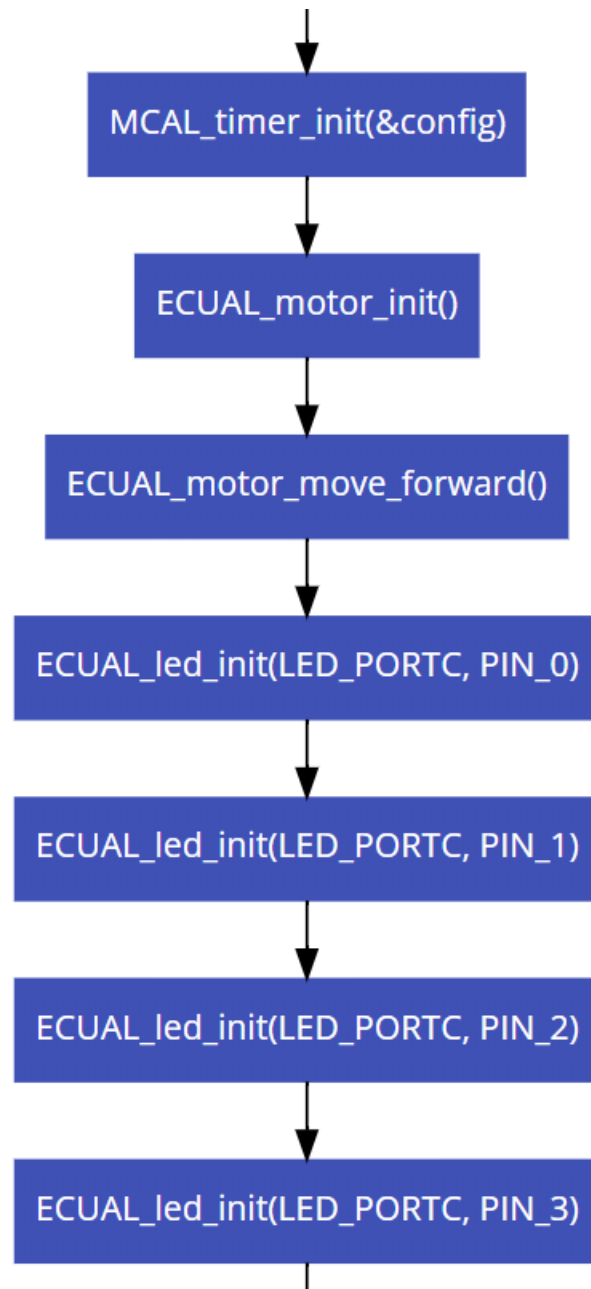 MCAL_timer_init(&config)
ECUAL_motor_init()
ECUAL_motor_move_forward()
ECUAL_led_init(LED_PORTC, PIN_0)
ECUAL_led_init(LED_PORTC, PIN_1)
ECUAL_led_init(LED_PORTC, PIN_2)
ECUAL_led_init(LED_PORTC, PIN_3)